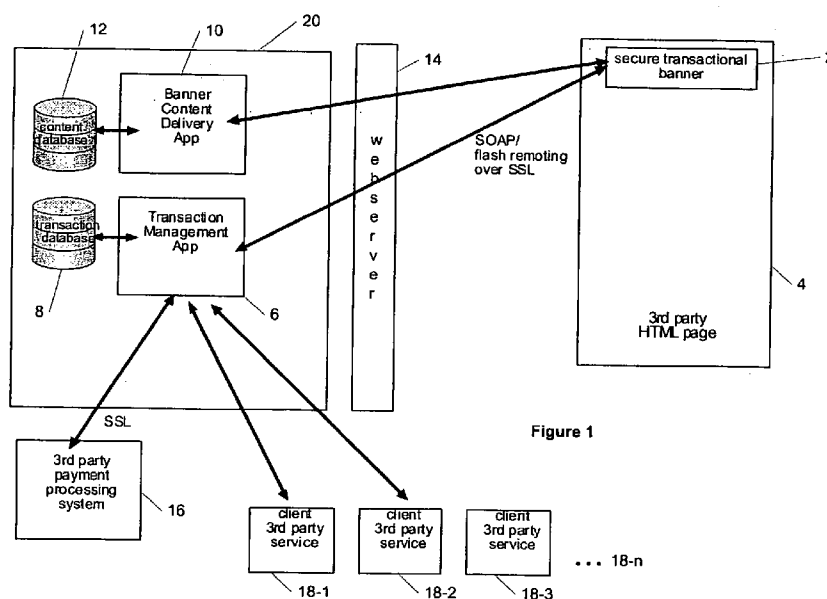 12
10
20
14
2
Banner
Content
Delivery
App
content
database
secure transactional
banner
SOAP/
flash remoting
over SSL
webserver
Transaction
Management
App
transaction
database
8
6
4
3rd party
HTML page
SSL
Figure 1
3rd party
payment
processing
system
16
client
3rd party
service
client
3rd party
service
client
3rd party
service
... 18-n
18-1
18-2
18-3